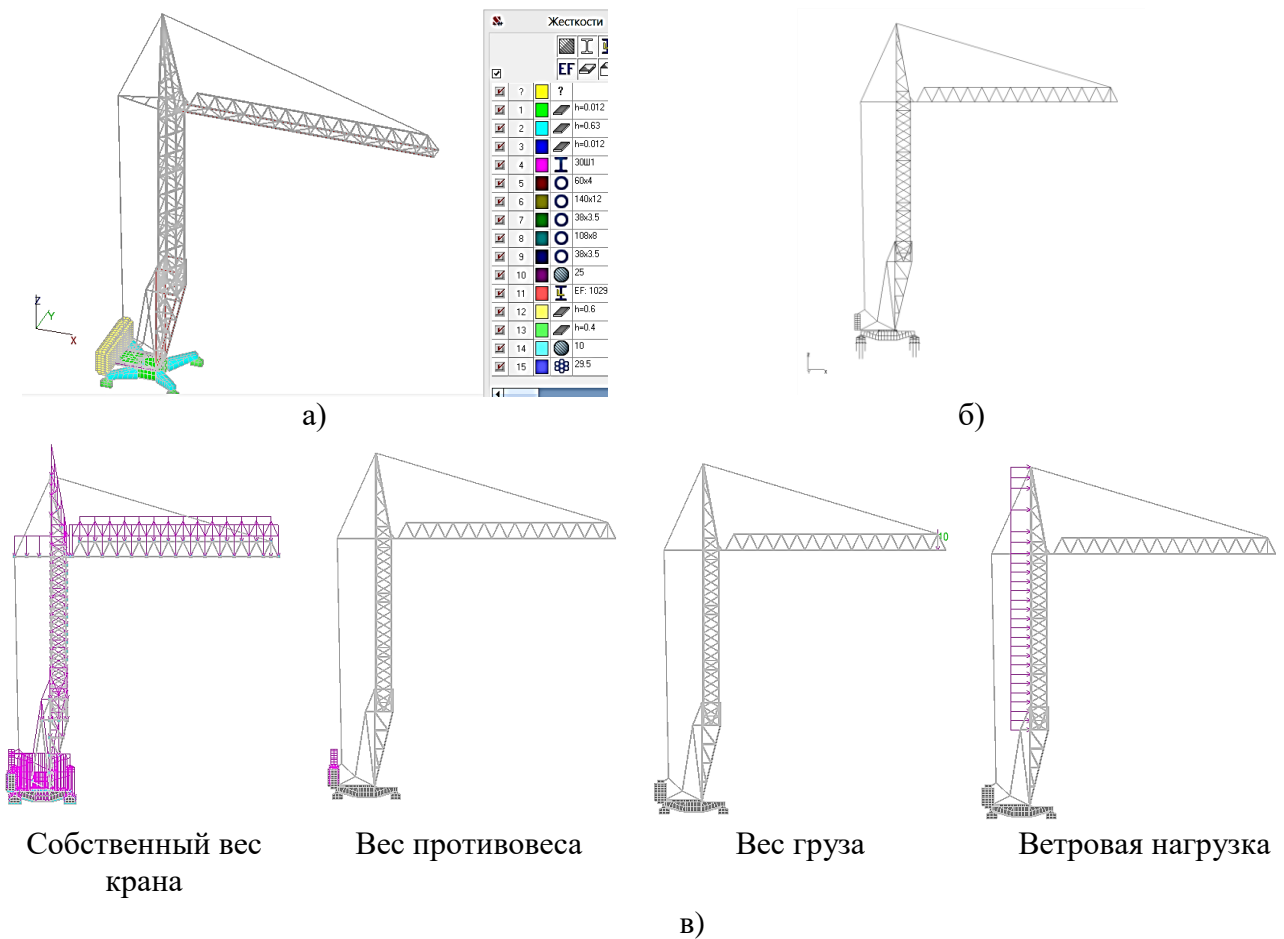 Жесткости
EF
? ?
1 h=0.012
2 h=0.63
3 h=0.012
4 30Ш1
5 60x4
6 140x12
7 38x3.5
8 108x8
9 38x3.5
10 25
11 EF: 1029
12 h=0.6
13 h=0.4
14 10
15 29.5
Z
Y
X
а)
б)
10
Собственный вес
крана
Вес противовеса
Вес груза
Ветровая нагрузка
в)